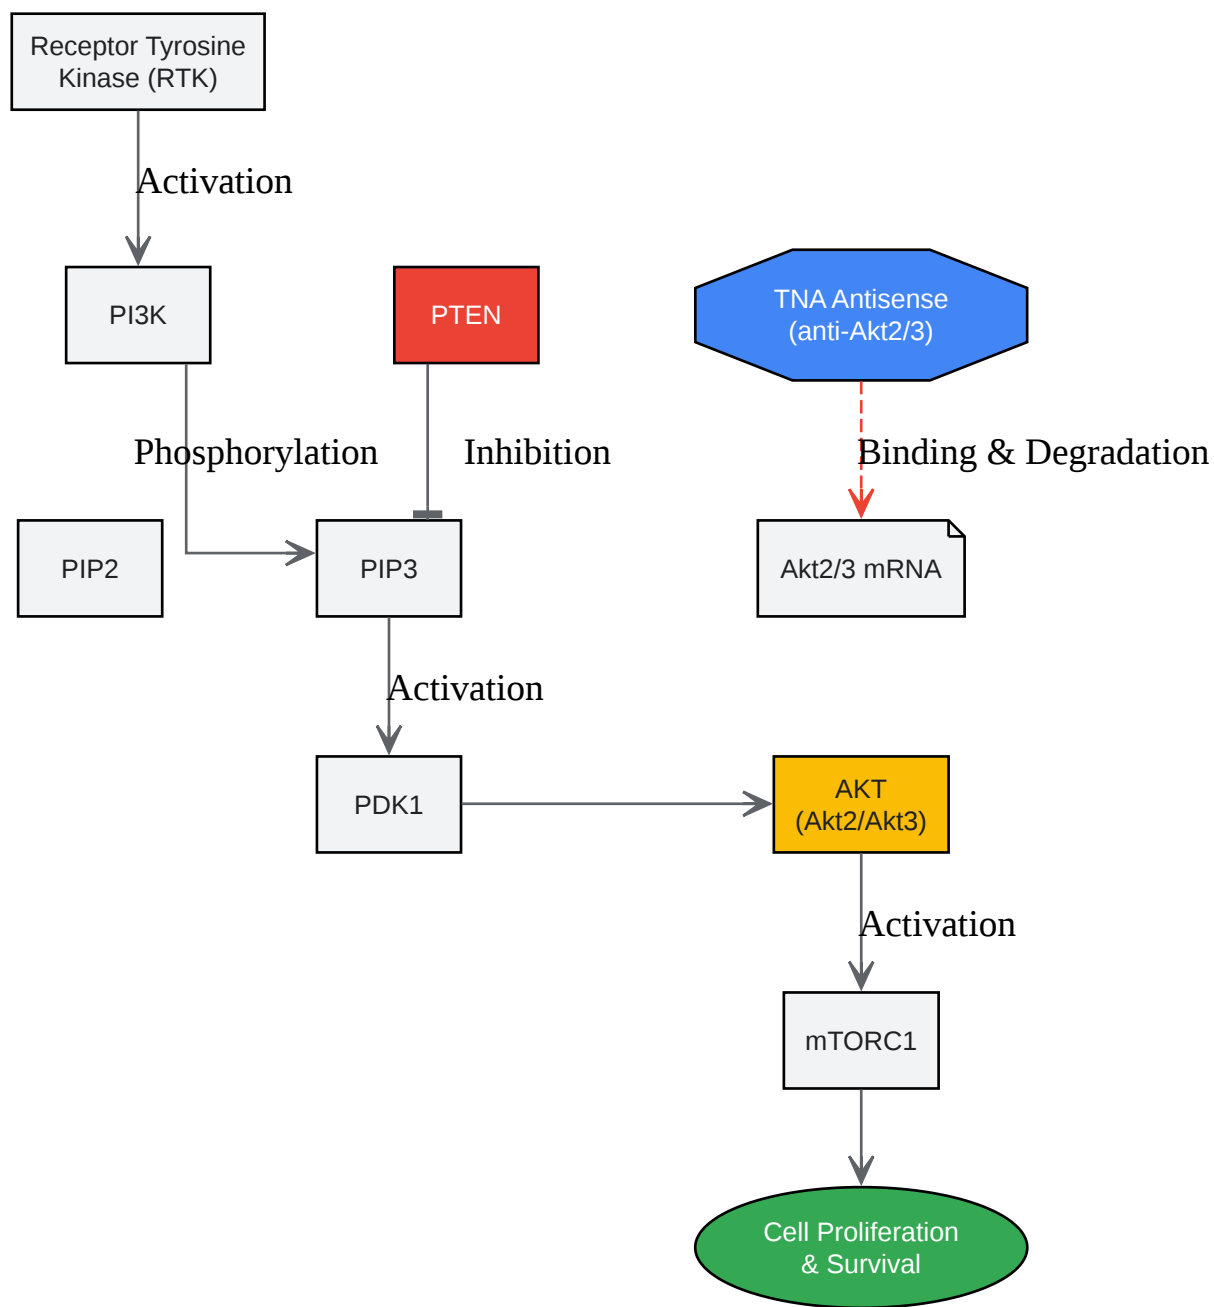 Receptor Tyrosine
Kinase (RTK)
Activation
PI3K
PTEN
TNA Antisense
(anti-Akt2/3)
Phosphorylation
Inhibition
Binding & Degradation
PIP2
PIP3
Akt2/3 mRNA
Activation
PDK1
AKT
(Akt2/Akt3)
Activation
mTORC1
Cell Proliferation
& Survival